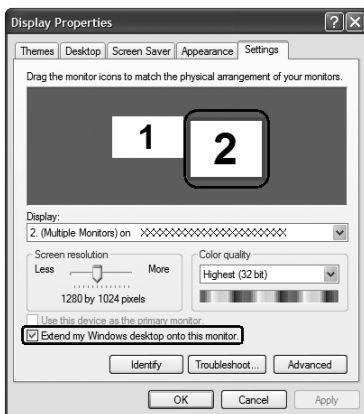 Display Properties
Themes Desktop Screen Saver Appearance Settings
Drag the monitor icons to match the physical arrangement of your monitors.
1 2
Display:
2. (Multiple Monitors) on XXXXXXXXXXXXXXXXXXXXXXX
Screen resolution Color quality
Less More Highest (32 bit)
1280 by 1024 pixels
Use this device as the primary monitor.
Extend my Windows desktop onto this monitor.
Identify Troubleshoot... Advanced
OK Cancel Apply